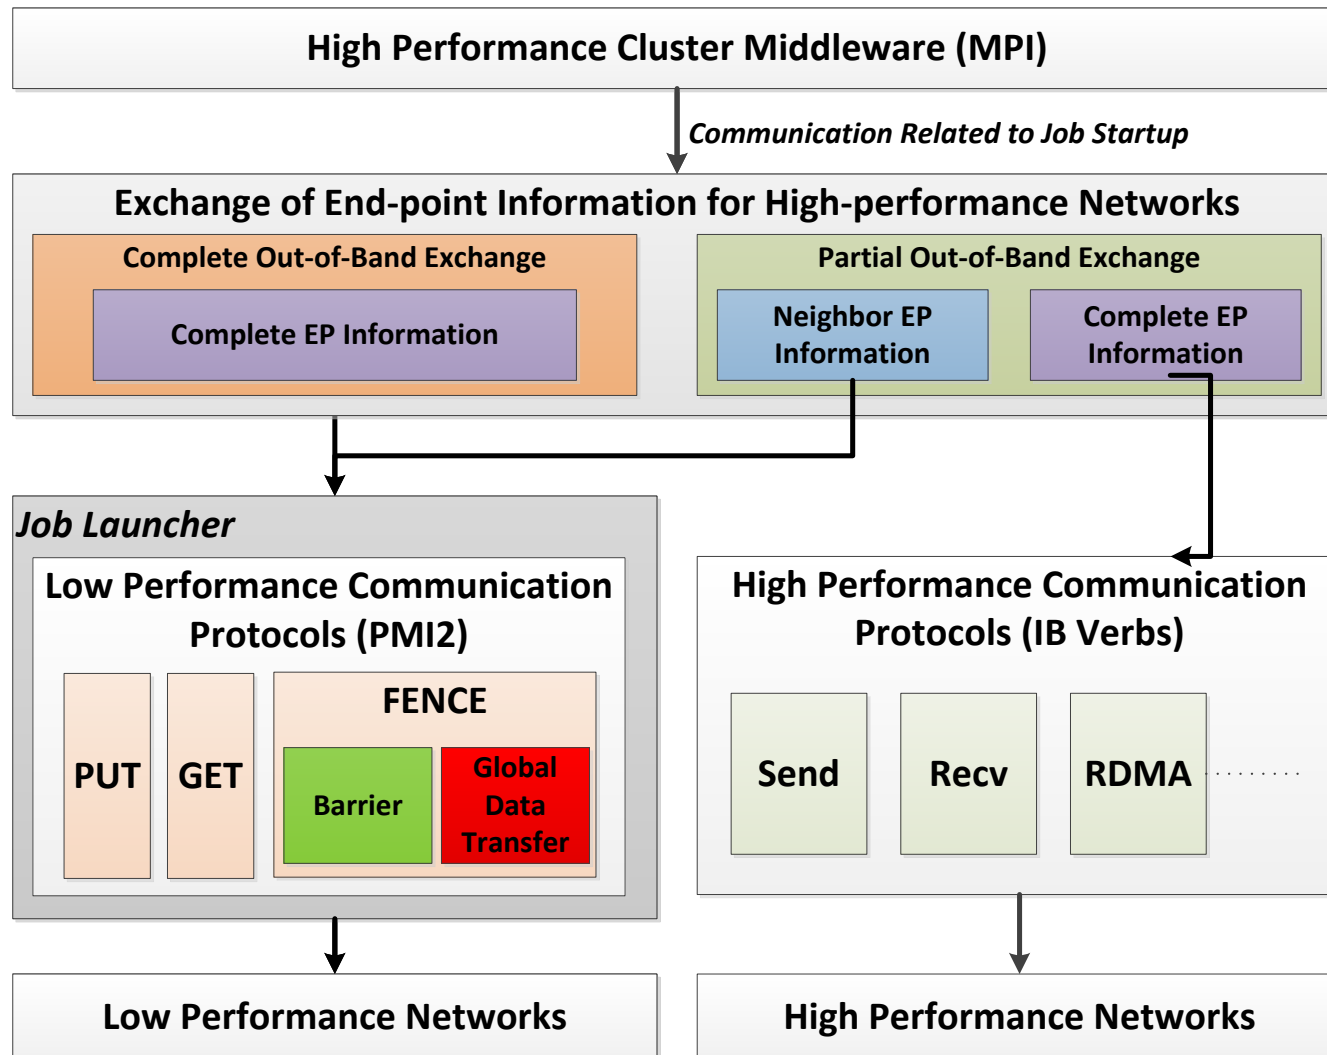 High Performance Cluster Middleware (MPI)
Communication Related to Job Startup
Exchange of End-point Information for High-performance Networks
Complete Out-of-Band Exchange
Complete EP Information
Partial Out-of-Band Exchange
Neighbor EP
Information
Complete EP
Information
Job Launcher
Low Performance Communication
Protocols (PMI2)
PUT
GET
FENCE
Barrier
Global
Data
Transfer
High Performance Communication
Protocols (IB Verbs)
Send
Recv
RDMA
.........
Low Performance Networks
High Performance Networks